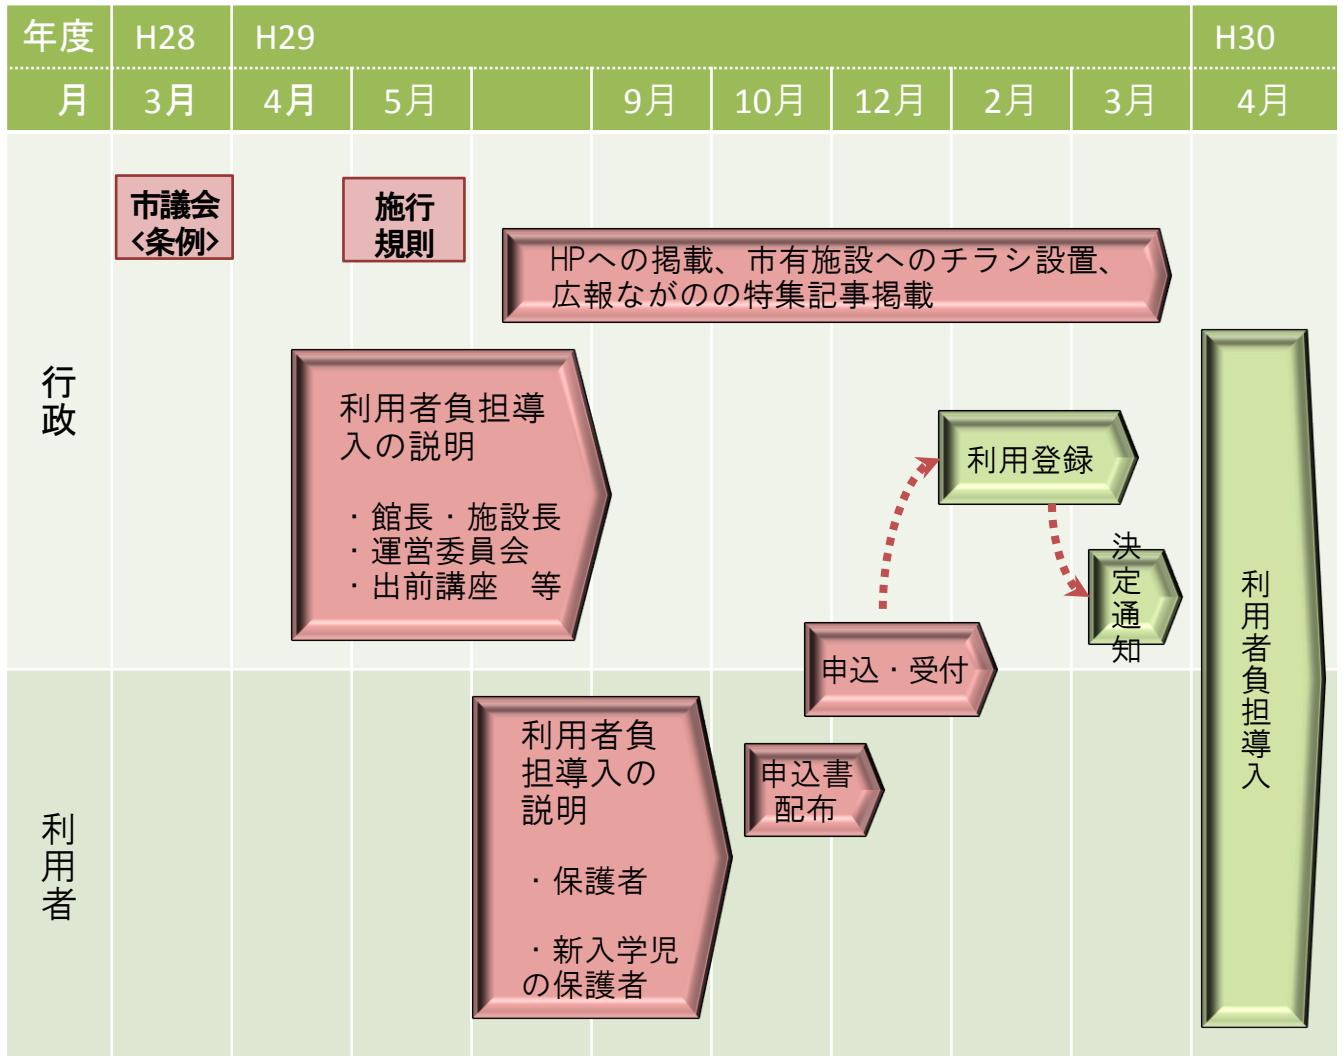 年度 H28 H29 H30
月 3月 4月 5月 9月 10月 12月 2月 3月 4月
行政
市議会
<条例>
施行
規則
HPへの掲載、市有施設へのチラシ設置、
広報ながのの特集記事掲載
利用者負担導
入の説明
・館長・施設長
・運営委員会
・出前講座　等
利用登録
決定通知
申込・受付
利用者負担導入
利用者
利用者負
担導入の
説明
・保護者
・新入学児
の保護者
申込書
配布